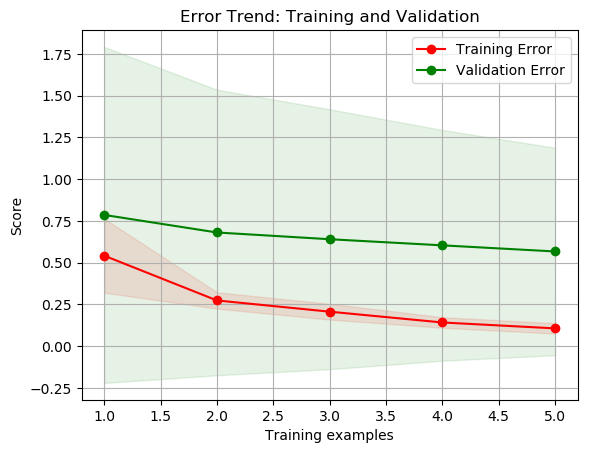 Error Trend: Training and Validation
Training Error
Validation Error
1.75
1.50
1.25
1.00
0.75
0.50
0.25
0.00
−0.25
Score
1.0 1.5 2.0 2.5 3.0 3.5 4.0 4.5 5.0
Training examples